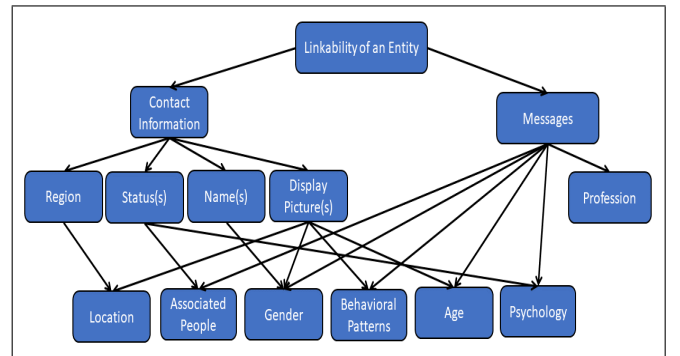 Linkability of an Entity
Contact
Information
Messages
Region
Status(s)
Name(s)
Display
Picture(s)
Profession
Location
Associated
People
Gender
Behavioral
Patterns
Age
Psychology